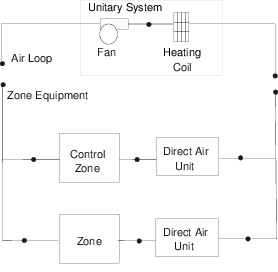 Unitary System
Fan
Heating
Coil
Air Loop
Zone Equipment
Control
Zone
Direct Air
Unit
Zone
Direct Air
Unit